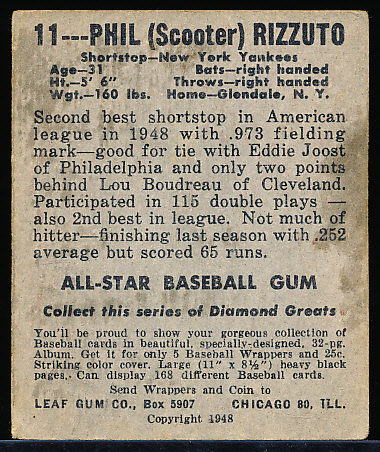 11---PHIL (Scooter) RIZZUTO
Shortstop—New York Yankees
Age—31 Bats—right handed
Ht.—5' 6" Throws—right handed
Wgt.—160 lbs. Home—Glendale, N. Y.
Second best shortstop in American
league in 1948 with .973 fielding
mark—good for tie with Eddie Joost
of Philadelphia and only two points
behind Lou Boudreau of Cleveland.
Participated in 115 double plays —
also 2nd best in league. Not much of
hitter—finishing last season with .252
average but scored 65 runs.
ALL-STAR BASEBALL GUM
Collect this series of Diamond Greats
You'll be proud to show your gorgeous collection of
Baseball cards in beautiful, specially-designed, 32-pg.
Album. Get it for only 5 Baseball Wrappers and 25c.
Striking color cover. Large (11" x 8½") heavy black
pages. Can display 168 different Baseball cards.
Send Wrappers and Coin to
LEAF GUM CO., Box 5907 CHICAGO 80, ILL.
Copyright 1948